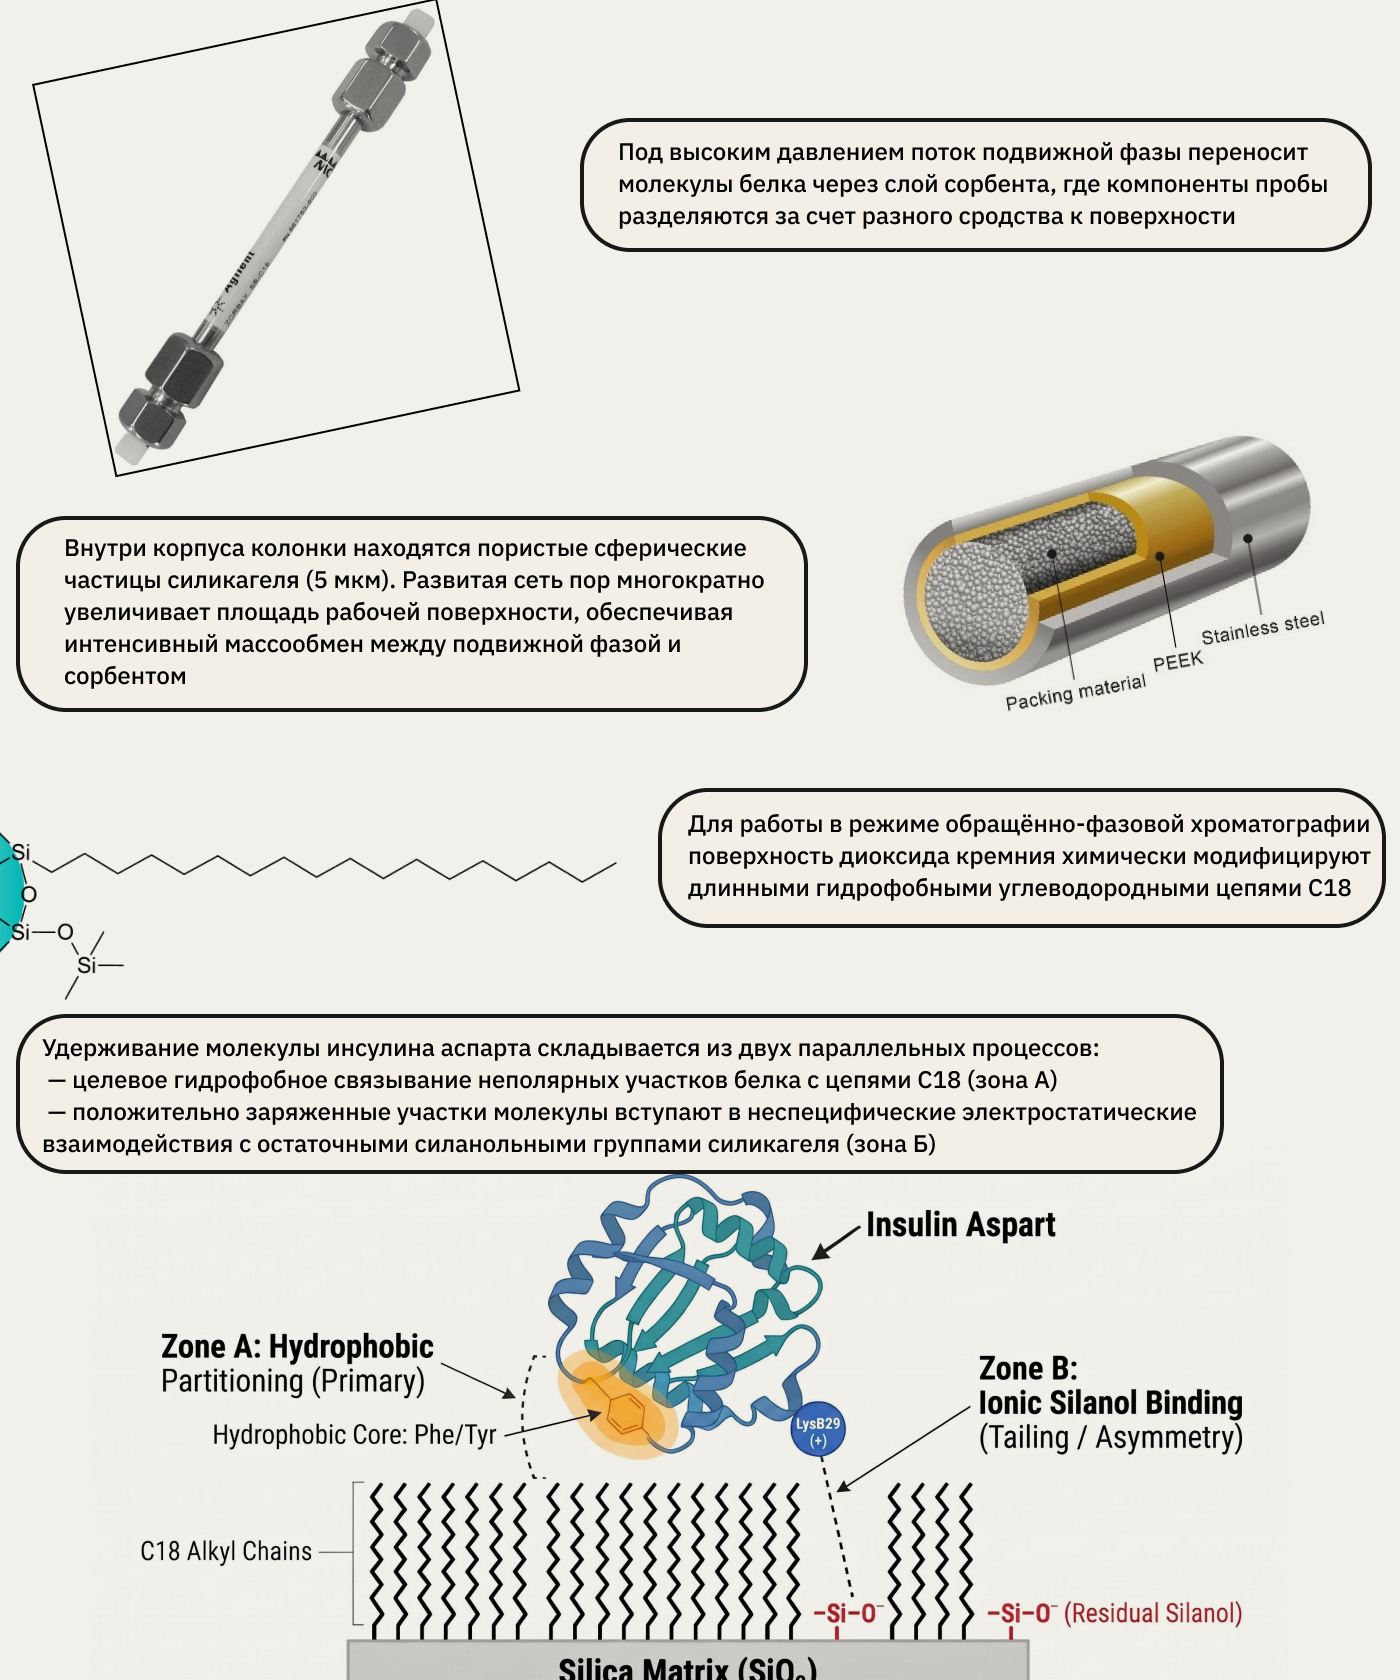 Agilent
ZORBAX SB-C18
Под высоким давлением поток подвижной фазы переносит
молекулы белка через слой сорбента, где компоненты пробы
разделяются за счет разного сродства к поверхности
Внутри корпуса колонки находятся пористые сферические
частицы силикагеля (5 мкм). Развитая сеть пор многократно
увеличивает площадь рабочей поверхности, обеспечивая
интенсивный массообмен между подвижной фазой и
сорбентом
Stainless steel
PEEK
Packing material
Для работы в режиме обращённо-фазовой хроматографии
поверхность диоксида кремния химически модифицируют
длинными гидрофобными углеводородными цепями C18
Si
O
Si—O
Si
Удерживание молекулы инсулина аспарта складывается из двух параллельных процессов:
— целевое гидрофобное связывание неполярных участков белка с цепями C18 (зона А)
— положительно заряженные участки молекулы вступают в неспецифические электростатические
взаимодействия с остаточными силанольными группами силикагеля (зона Б)
Insulin Aspart
Zone A: Hydrophobic
Partitioning (Primary)
Hydrophobic Core: Phe/Tyr
Zone B:
Ionic Silanol Binding
(Tailing / Asymmetry)
LysB29
(+)
C18 Alkyl Chains
–Si–O⁻
–Si–O⁻ (Residual Silanol)
Silica Matrix (SiO₂)